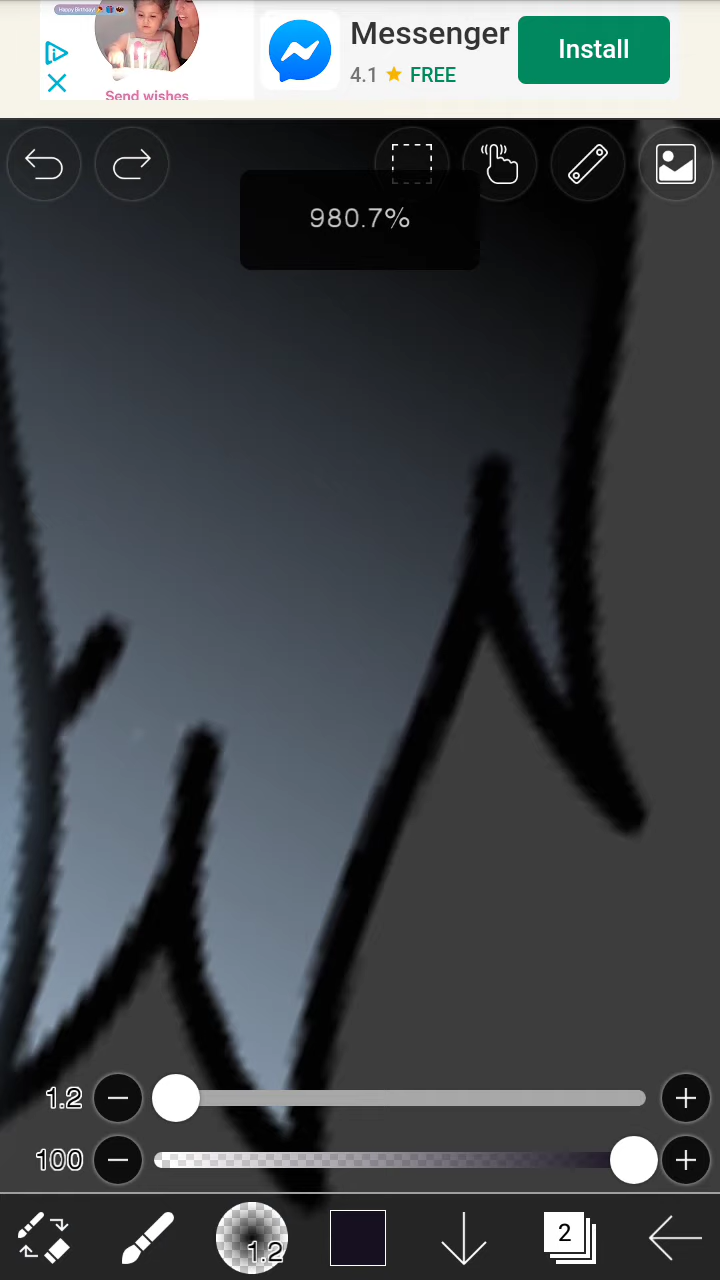 Happy Birthday!
Send wishes
Messenger
4.1 ★ FREE
Install
980.7%
1.2
100
1.2
2